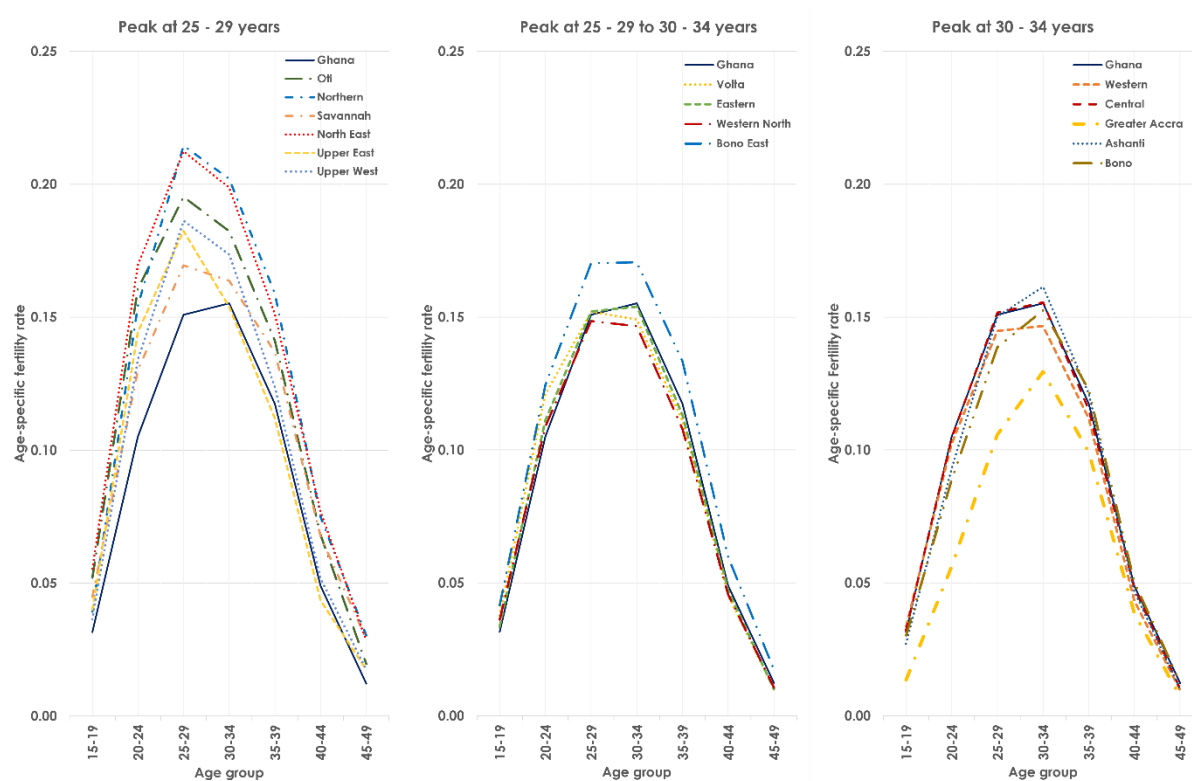 Peak at 25 - 29 years
0.25
0.20
0.15
0.10
0.05
0.00
Age-specific fertility rate
Ghana
Oti
Northern
Savannah
North East
Upper East
Upper West
15-19
20-24
25-29
30-34
35-39
40-44
45-49
Age group
Peak at 25 - 29 to 30 - 34 years
0.25
0.20
0.15
0.10
0.05
0.00
Age-specific fertility rate
Ghana
Volta
Eastern
Western North
Bono East
15-19
20-24
25-29
30-34
35-39
40-44
45-49
Age group
Peak at 30 - 34 years
0.25
0.20
0.15
0.10
0.05
0.00
Age-specific Fertility rate
Ghana
Western
Central
Greater Accra
Ashanti
Bono
15-19
20-24
25-29
30-34
35-39
40-44
45-49
Age group